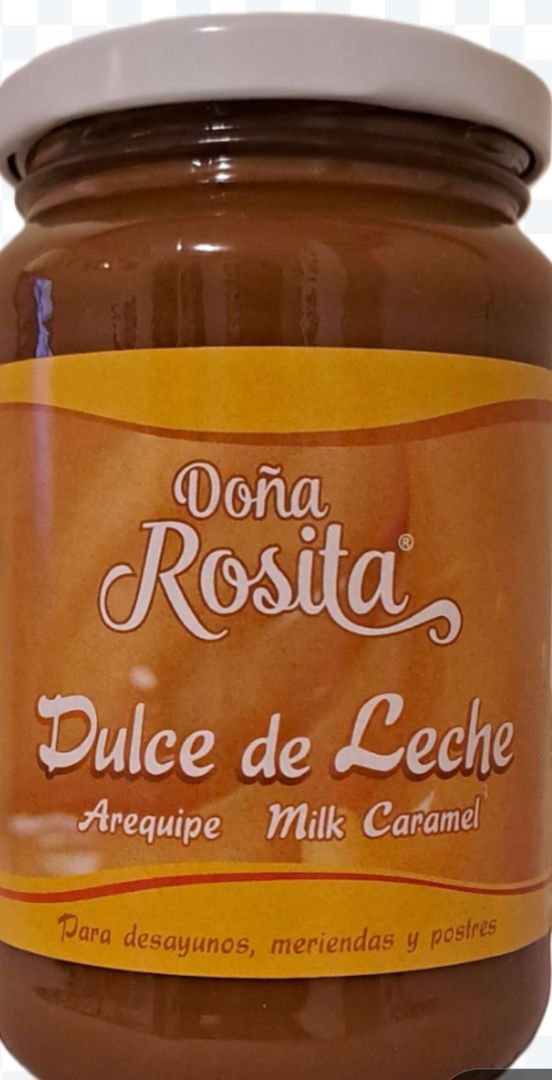 Doña
Rosita®
Dulce de Leche
Arequipe Milk Caramel
Para desayunos, meriendas y postres